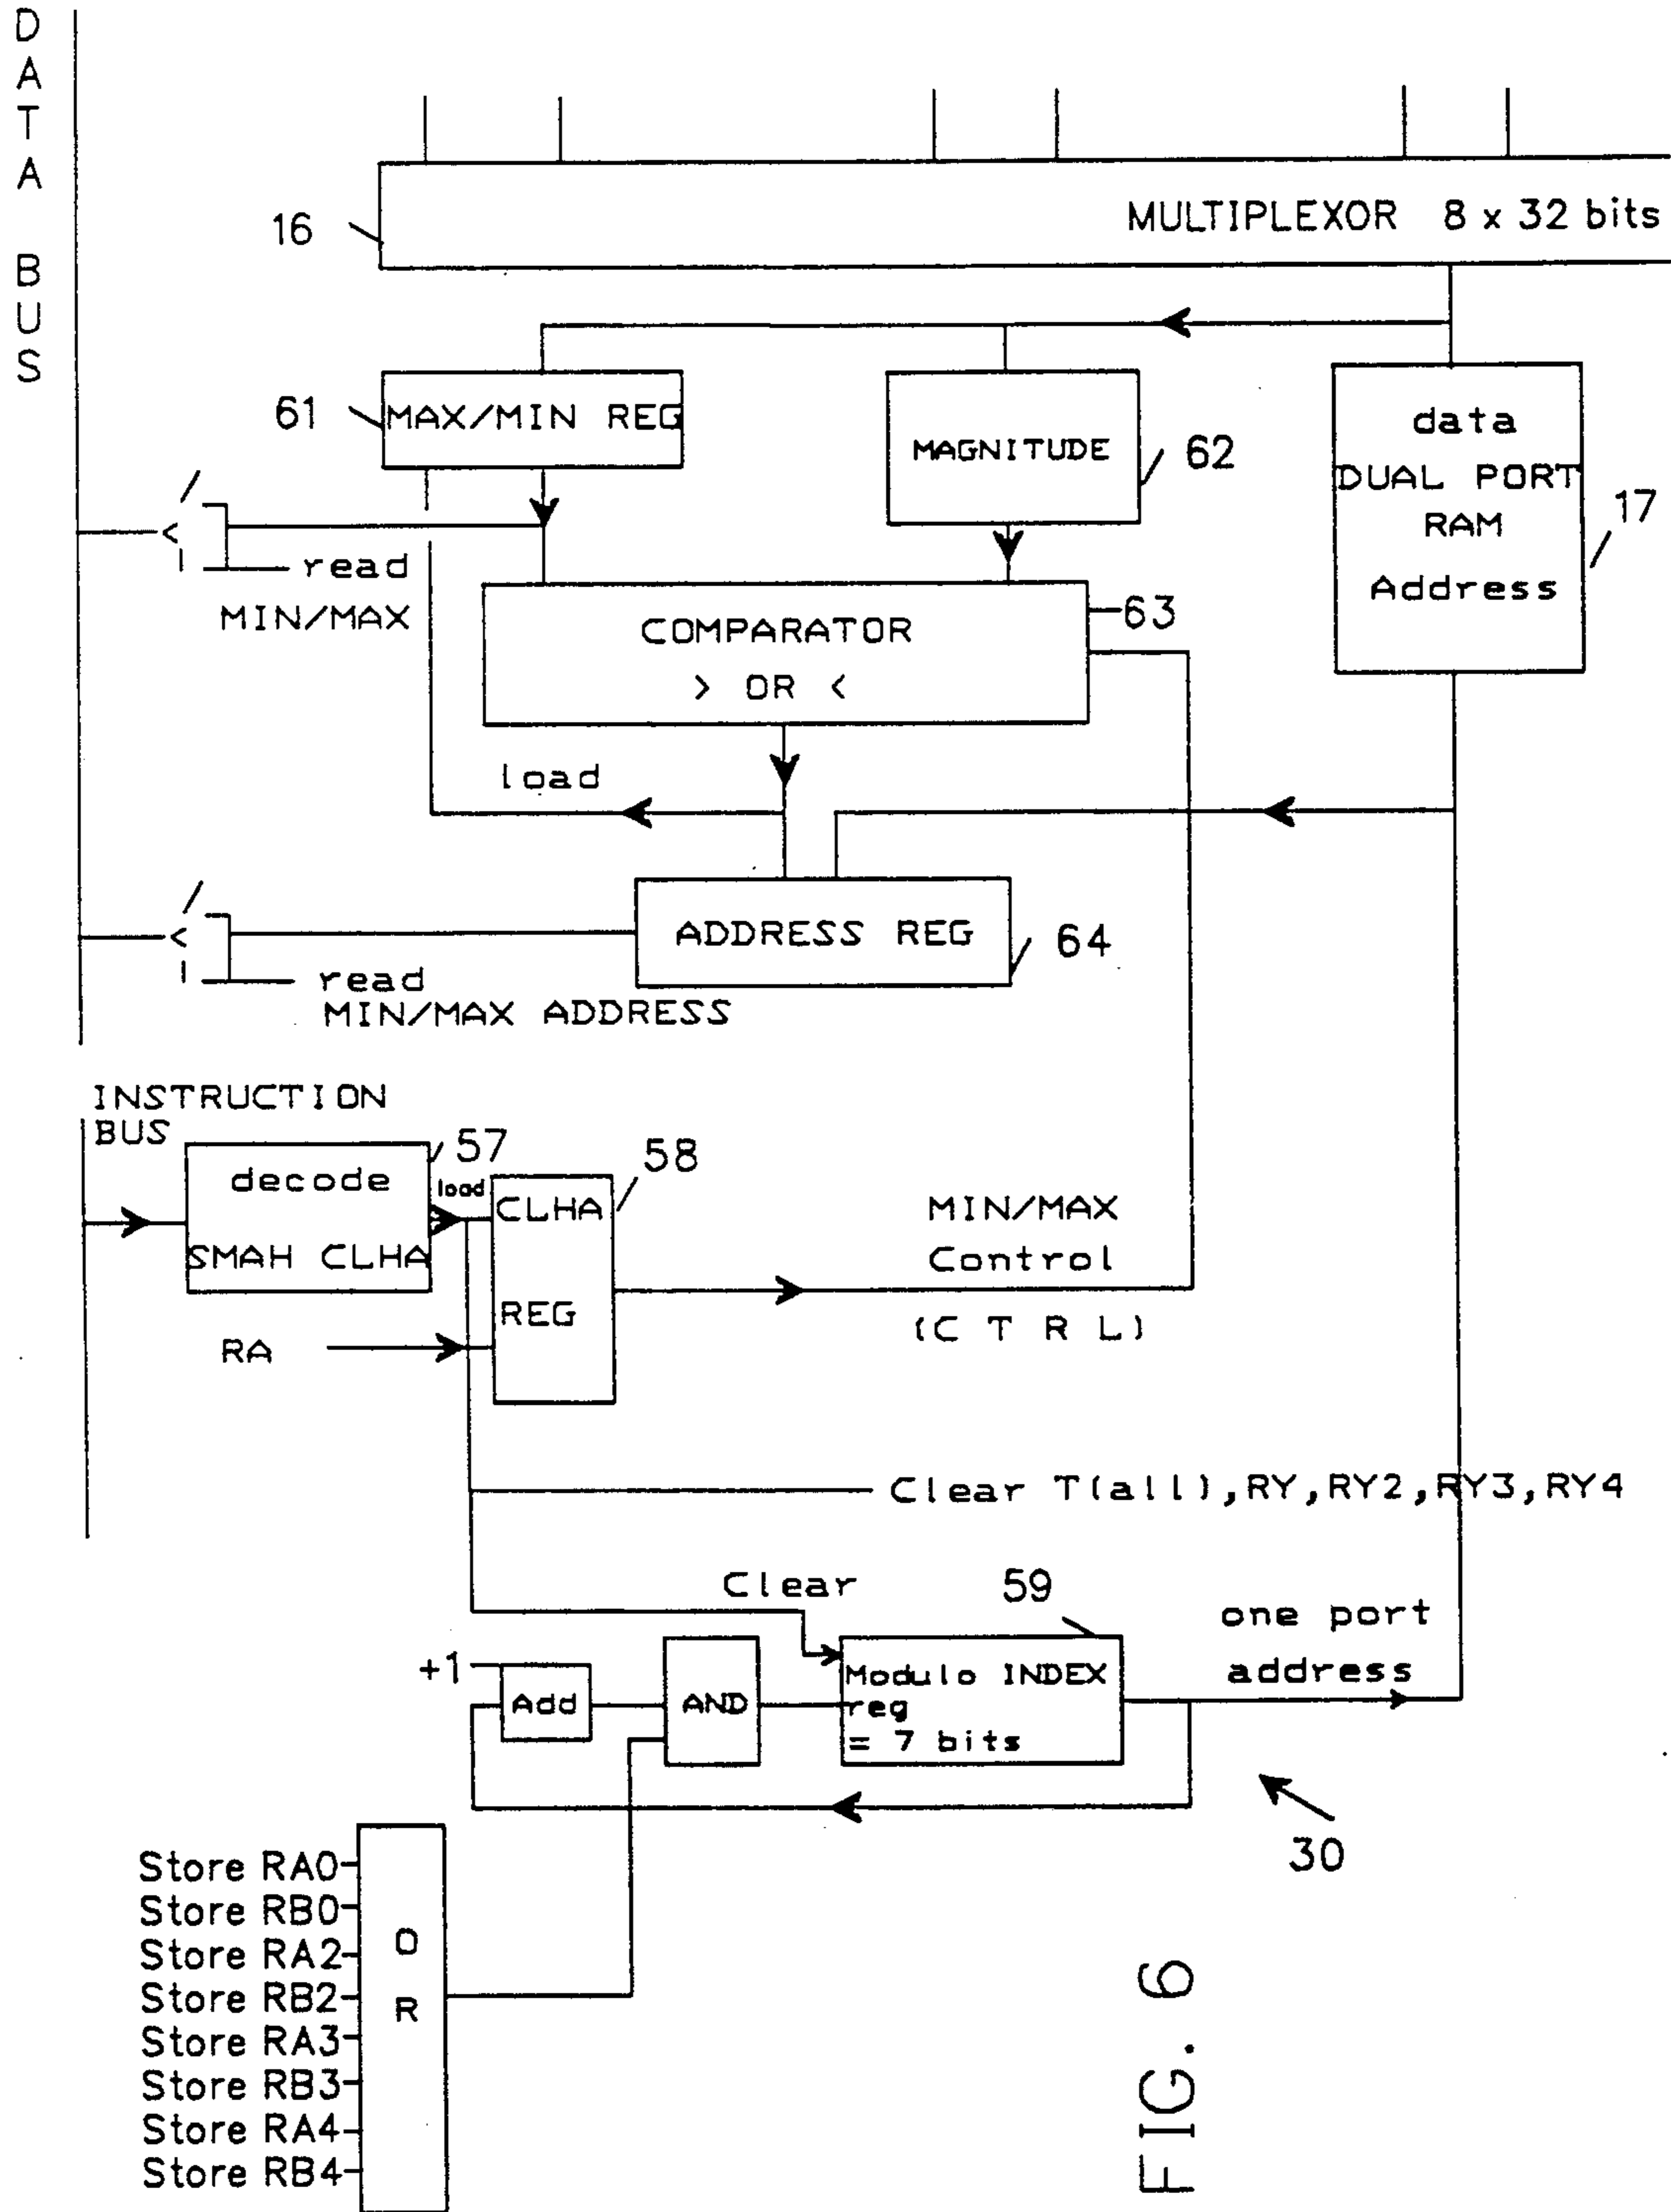 DATA BUS
16
MULTIPLEXOR 8 x 32 bits
61
MAX/MIN REG
MAGNITUDE
62
data
DUAL PORT
RAM
Address
17
read
MIN/MAX
COMPARATOR
> OR <
63
load
ADDRESS REG
64
read
MIN/MAX ADDRESS
INSTRUCTION
BUS
decode
SMAH CLHA
57
load
CLHA
REG
58
RA
MIN/MAX
Control
(C T R L)
Clear T(all),RY,RY2,RY3,RY4
Clear
59
one port
address
+1
Add
AND
Modulo INDEX
reg
= 7 bits
30
Store RA0
Store RB0
Store RA2
Store RB2
Store RA3
Store RB3
Store RA4
Store RB4
OR
FIG. 6